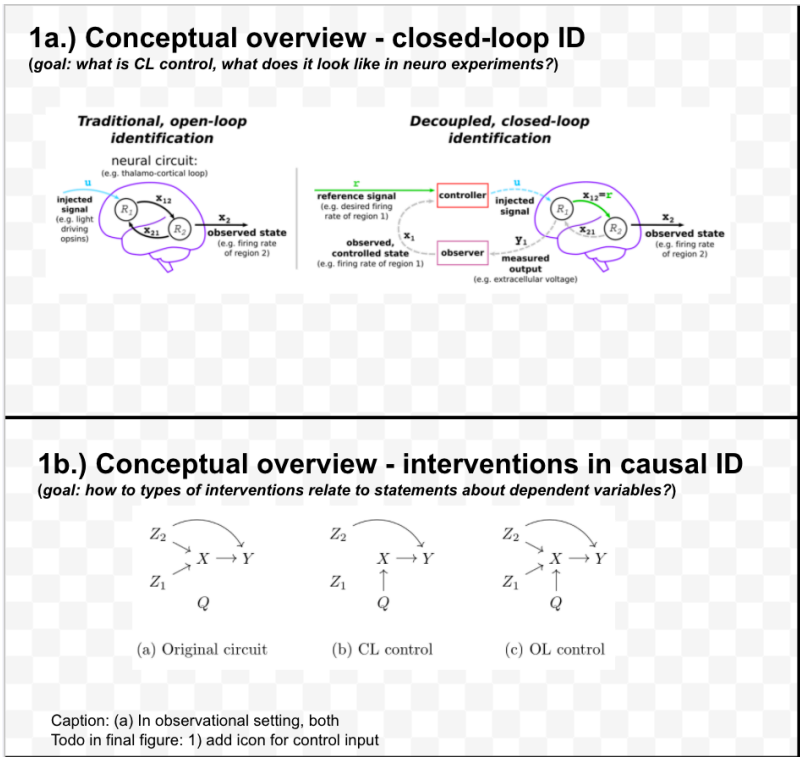 1a.) Conceptual overview - closed-loop ID
(goal: what is CL control, what does it look like in neuro experiments?)
Traditional, open-loop
identification
neural circuit:
(e.g. thalamo-cortical loop)
u
injected
signal
(e.g. light
driving
opsins)
R₁
x₁₂
x₂₁
R₂
x₂
observed state
(e.g. firing rate
of region 2)
Decoupled, closed-loop
identification
r
reference signal
(e.g. desired firing
rate of region 1)
controller
u
injected
signal
x₁₂=r
R₁
x₂₁
R₂
x₂
observed state
(e.g. firing rate
of region 2)
x₁
observed,
controlled state
(e.g. firing rate of region 1)
observer
y₁
measured
output
(e.g. extracellular voltage)
1b.) Conceptual overview - interventions in causal ID
(goal: how to types of interventions relate to statements about dependent variables?)
Z₂
X → Y
Z₁
Q
(a) Original circuit
Z₂
X → Y
Z₁ ↑
Q
(b) CL control
Z₂
X → Y
Z₁ ↑
Q
(c) OL control
Caption: (a) In observational setting, both
Todo in final figure: 1) add icon for control input